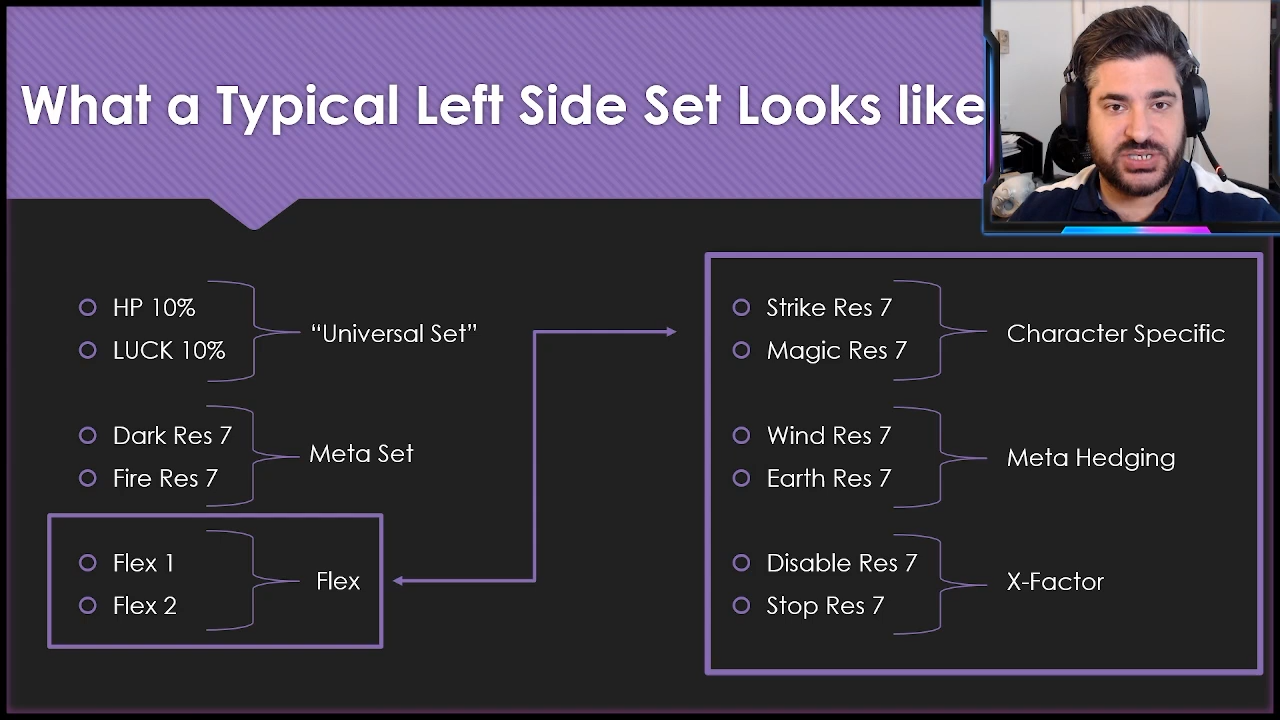 What a Typical Left Side Set Looks like
HP 10%
LUCK 10%
“Universal Set”
Dark Res 7
Fire Res 7
Meta Set
Flex 1
Flex 2
Flex
Strike Res 7
Magic Res 7
Character Specific
Wind Res 7
Earth Res 7
Meta Hedging
Disable Res 7
Stop Res 7
X-Factor